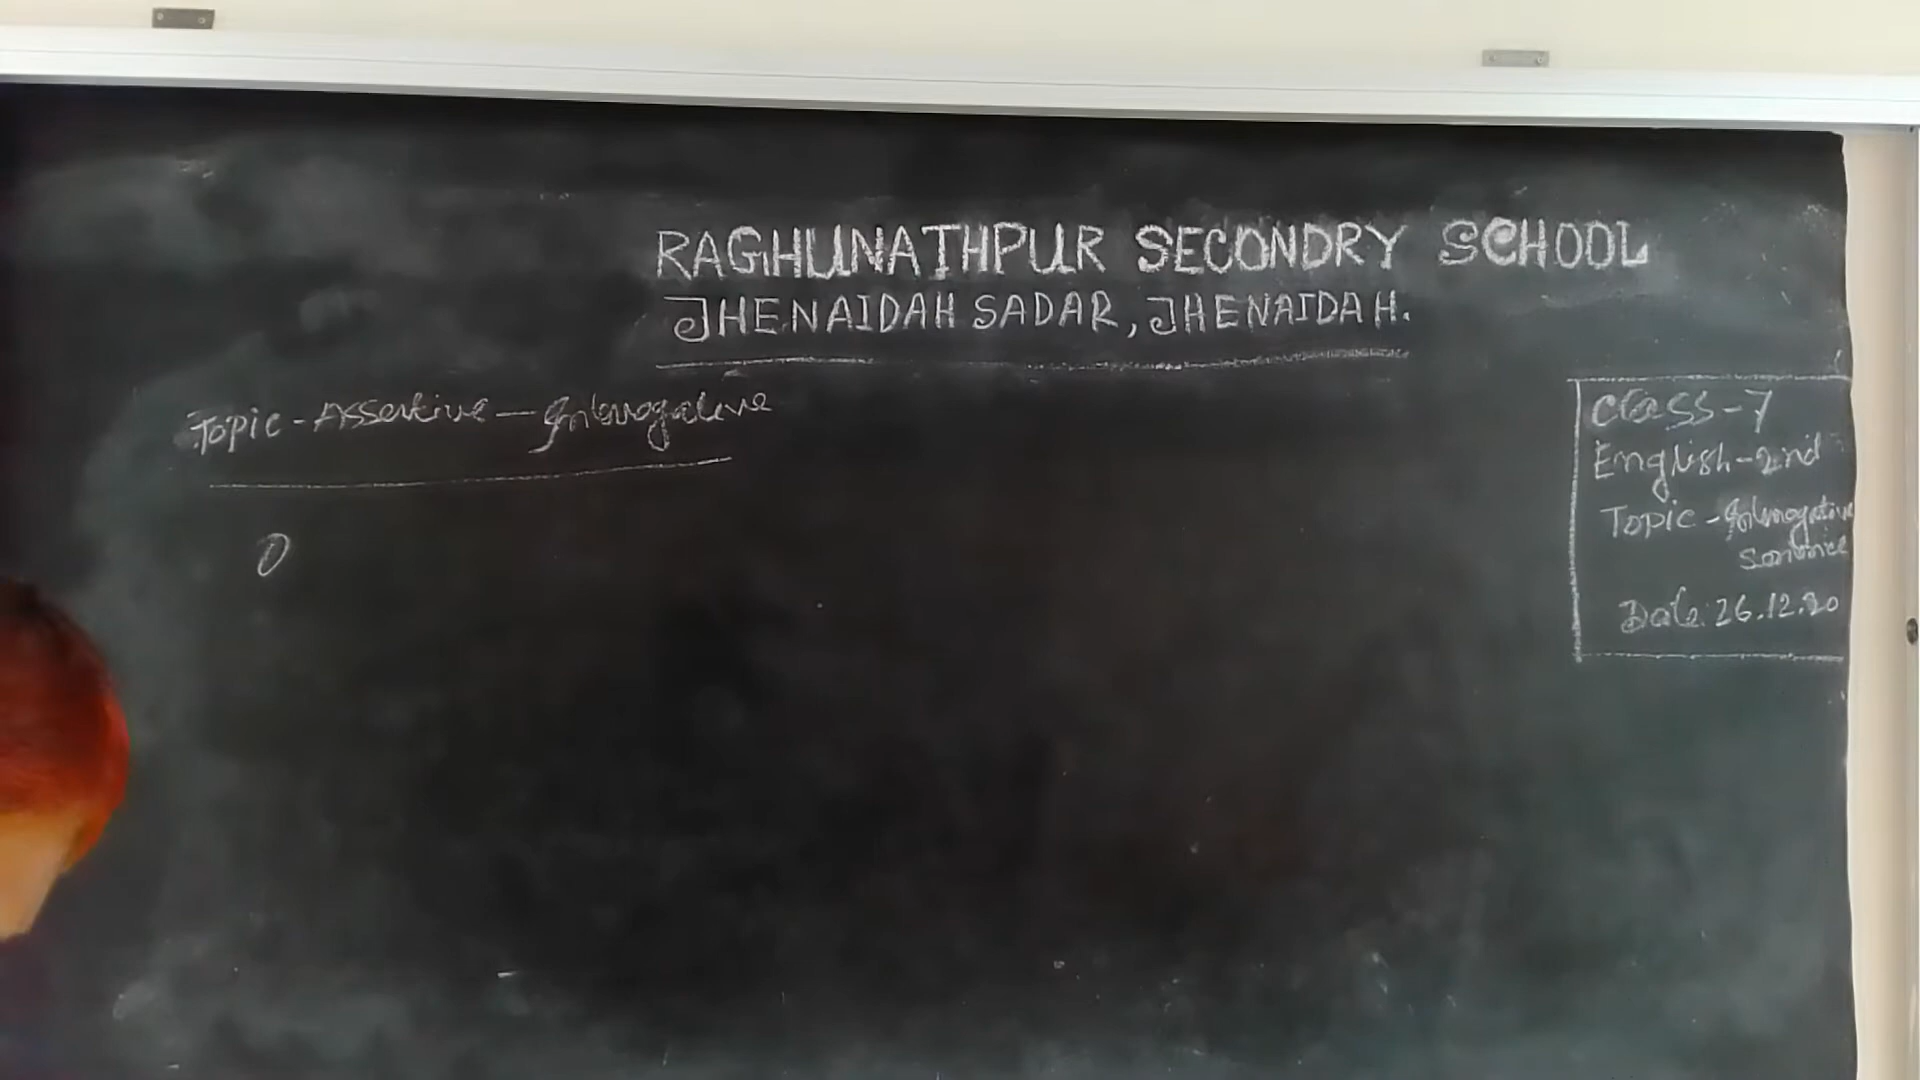 RAGHUNATHPUR SECONDRY SCHOOL
JHENAIDAH SADAR, JHENAIDAH.
Topic - Assertive — Interrogative
0
Class - 7
English - 2nd
Topic - Interrogative
Sentence
Date: 26.12.20